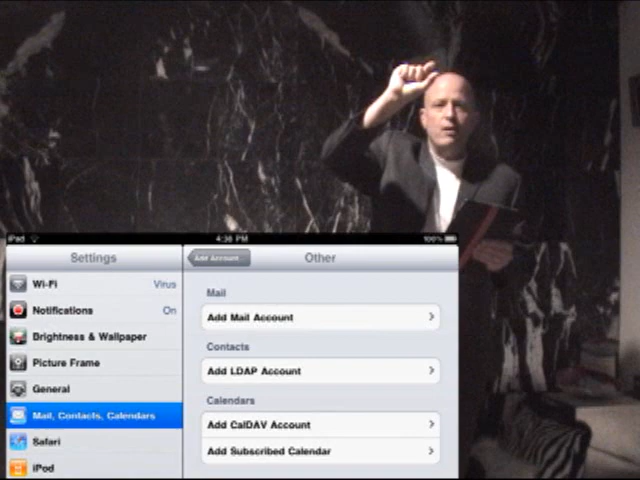 iPad 4:36 PM 100%
Settings
Wi-Fi Virus
Notifications On
Brightness & Wallpaper
Picture Frame
General
Mail, Contacts, Calendars
Safari
iPod
Add Account... Other
Mail
Add Mail Account
Contacts
Add LDAP Account
Calendars
Add CalDAV Account
Add Subscribed Calendar